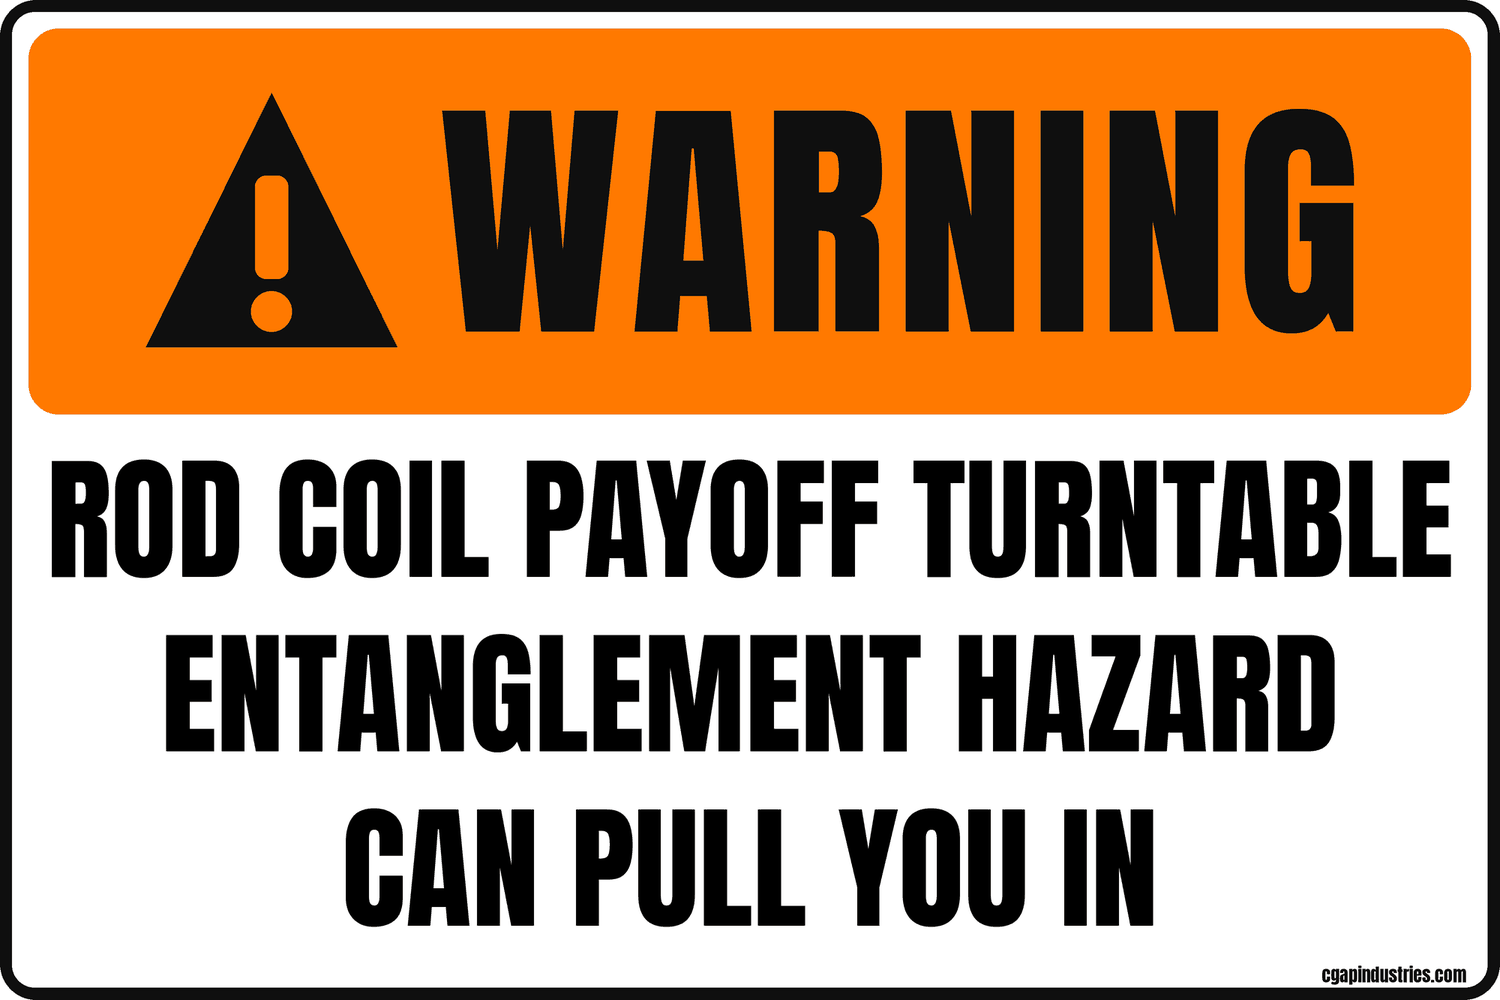 WARNING
ROD COIL PAYOFF TURNTABLE
ENTANGLEMENT HAZARD
CAN PULL YOU IN
cgapindustries.com